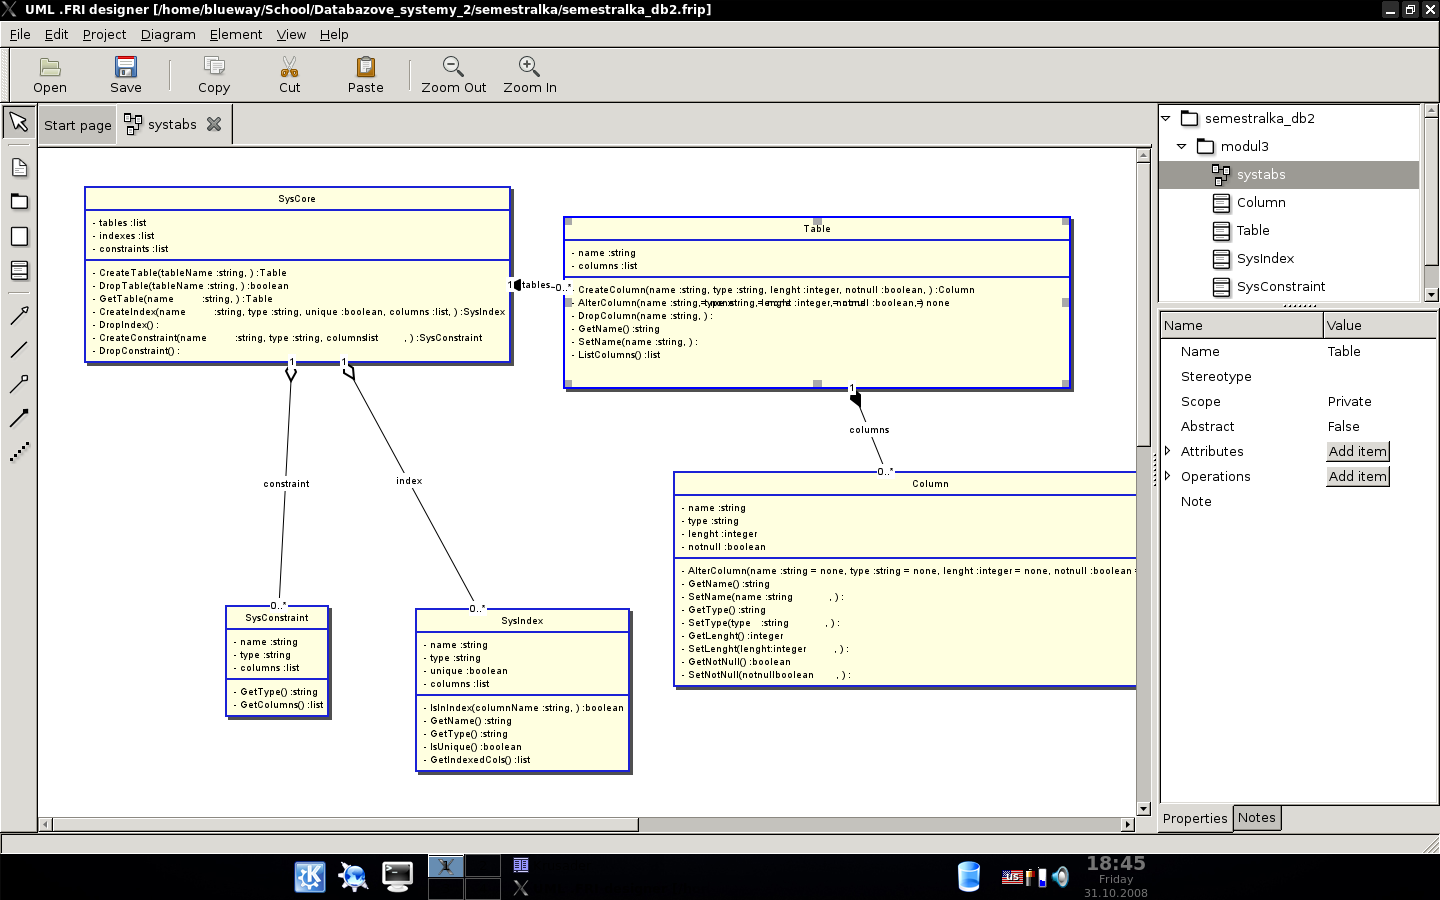 UML .FRI designer [/home/blueway/School/Databazove_systemy_2/semestralka/semestralka_db2.frip]
File Edit Project Diagram Element View Help
Open Save Copy Cut Paste Zoom Out Zoom In
Start page systabs
SysCore
- tables :list
- indexes :list
- constraints :list
- CreateTable(tableName :string, ) :Table
- DropTable(tableName :string, ) :boolean
- GetTable(name :string, ) :Table
- CreateIndex(name :string, type :string, unique :boolean, columns :list, ) :SysIndex
- DropIndex() :
- CreateConstraint(name :string, type :string, columnslist , ) :SysConstraint
- DropConstraint() :
1 tables 0..*
Table
- name :string
- columns :list
CreateColumn(name :string, type :string, lenght :integer, notnull :boolean, ) :Column
- AlterColumn(name :string, lenght :integer, :boolean, none
- DropColumn(name :string, ) :
- GetName() :string
- SetName(name :string, ) :
- ListColumns() :list
1
columns
0..*
Column
- name :string
- type :string
- lenght :integer
- notnull :boolean
- AlterColumn(name :string = none, type :string = none, lenght :integer = none, notnull :boolean =
- GetName() :string
- SetName(name :string , ) :
- GetType() :string
- SetType(type :string , ) :
- GetLenght() :integer
- SetLenght(lenght:integer , ) :
- GetNotNull() :boolean
- SetNotNull(notnullboolean , ) :
1
constraint
0..*
1
index
0..*
SysConstraint
- name :string
- type :string
- columns :list
- GetType() :string
- GetColumns() :list
SysIndex
- name :string
- type :string
- unique :boolean
- columns :list
- IsInIndex(columnName :string, ) :boolean
- GetName() :string
- GetType() :string
- IsUnique() :boolean
- GetIndexedCols() :list
semestralka_db2
modul3
systabs
Column
Table
SysIndex
SysConstraint
Name Value
Name Table
Stereotype
Scope Private
Abstract False
Attributes Add item
Operations Add item
Note
Properties Notes
us
18:45
Friday
31.10.2008